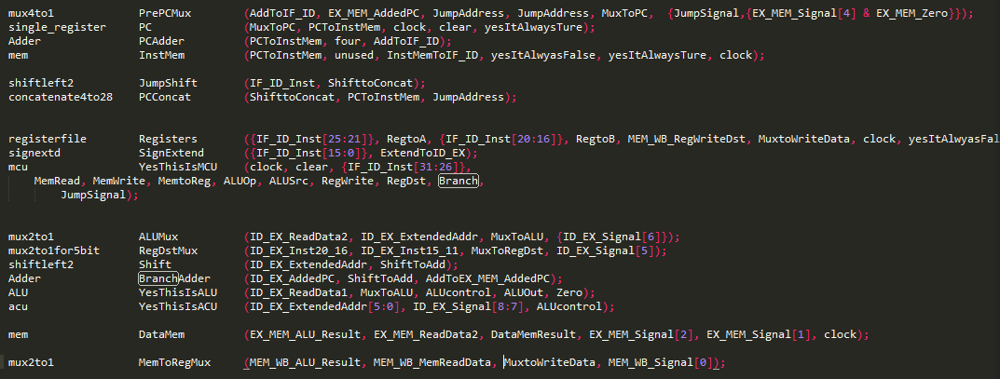 mux4to1 PrePCMux (AddToIF_ID, EX_MEM_AddedPC, JumpAddress, JumpAddress, MuxToPC, {JumpSignal,{EX_MEM_Signal[4] & EX_MEM_Zero}});
single_register PC (MuxToPC, PCToInstMem, clock, clear, yesItAlwaysTure);
Adder PCAdder (PCToInstMem, four, AddToIF_ID);
mem InstMem (PCToInstMem, unused, InstMemToIF_ID, yesItAlwyasFalse, yesItAlwaysTure, clock);
shiftleft2 JumpShift (IF_ID_Inst, ShifttoConcat);
concatenate4to28 PCConcat (ShifttoConcat, PCToInstMem, JumpAddress);
registerfile Registers ({IF_ID_Inst[25:21]}, RegtoA, {IF_ID_Inst[20:16]}, RegtoB, MEM_WB_RegWriteDst, MuxtoWriteData, clock, yesItAlwyasFal
signextd SignExtend ({IF_ID_Inst[15:0]}, ExtendToID_EX);
mcu YesThisIsMCU (clock, clear, {IF_ID_Inst[31:26]},
MemRead, MemWrite, MemtoReg, ALUOp, ALUSrc, RegWrite, RegDst, Branch,
JumpSignal);
mux2to1 ALUMux (ID_EX_ReadData2, ID_EX_ExtendedAddr, MuxToALU, {ID_EX_Signal[6]});
mux2to1for5bit RegDstMux (ID_EX_Inst20_16, ID_EX_Inst15_11, MuxToRegDst, ID_EX_Signal[5]);
shiftleft2 Shift (ID_EX_ExtendedAddr, ShiftToAdd);
Adder BranchAdder (ID_EX_AddedPC, ShiftToAdd, AddToEX_MEM_AddedPC);
ALU YesThisIsALU (ID_EX_ReadData1, MuxToALU, ALUcontrol, ALUOut, Zero);
acu YesThisIsACU (ID_EX_ExtendedAddr[5:0], ID_EX_Signal[8:7], ALUcontrol);
mem DataMem (EX_MEM_ALU_Result, EX_MEM_ReadData2, DataMemResult, EX_MEM_Signal[2], EX_MEM_Signal[1], clock);
mux2to1 MemToRegMux (MEM_WB_ALU_Result, MEM_WB_MemReadData, MuxtoWriteData, MEM_WB_Signal[0]);